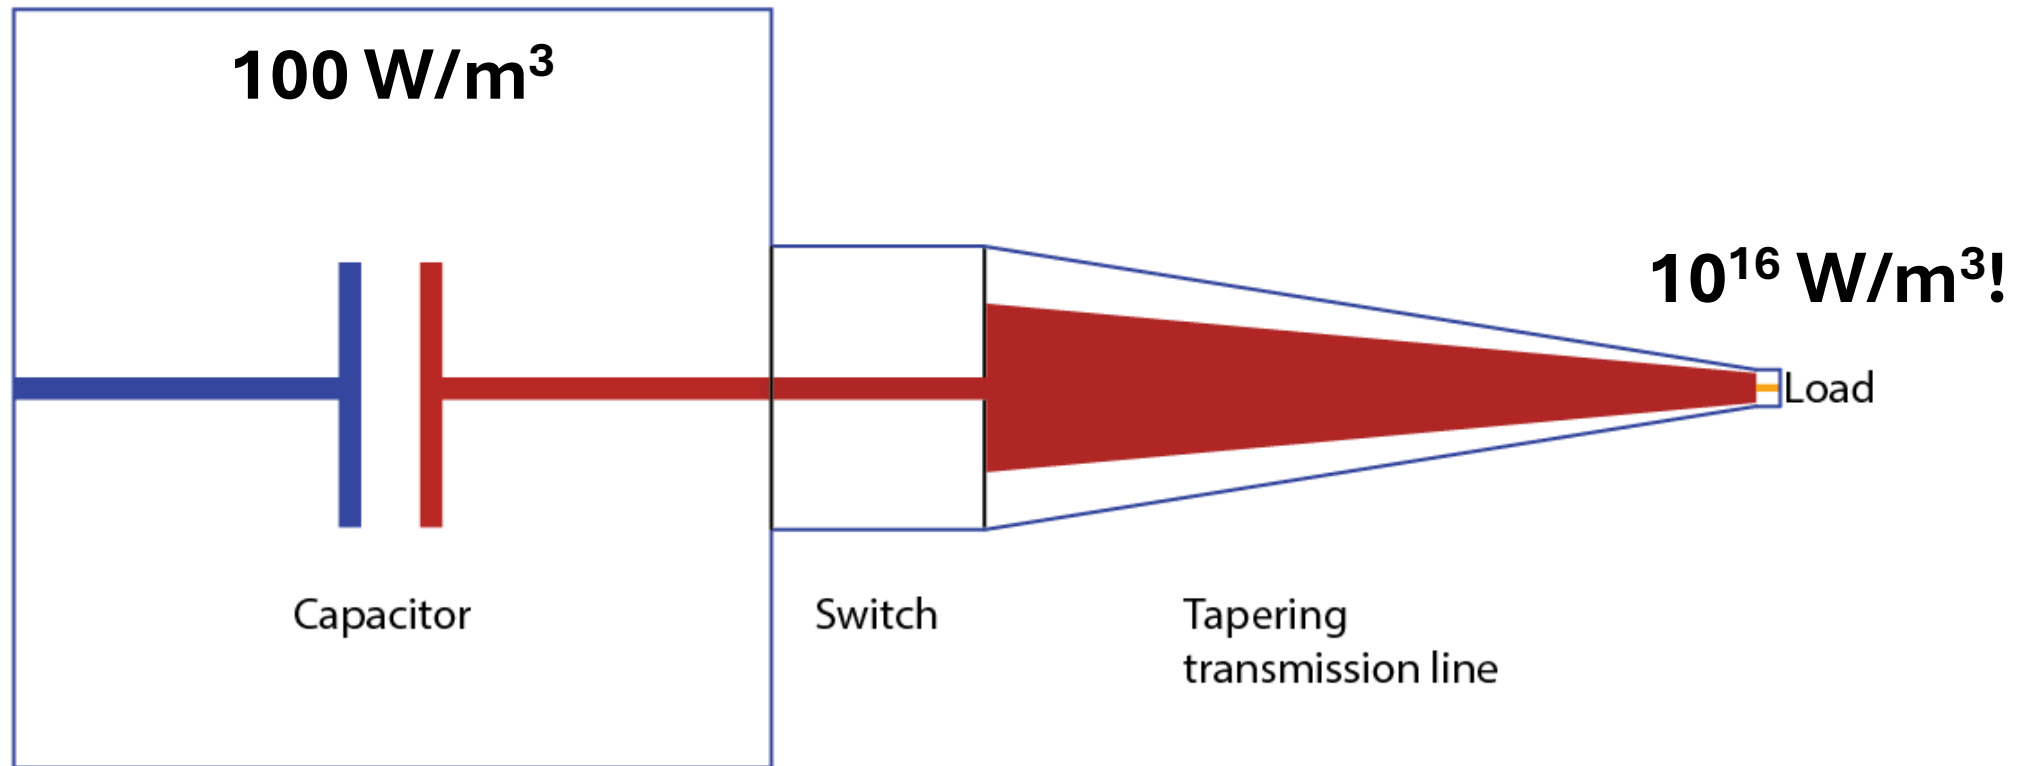 100 W/m³
10¹⁶ W/m³!
Load
Capacitor
Switch
Tapering
transmission line